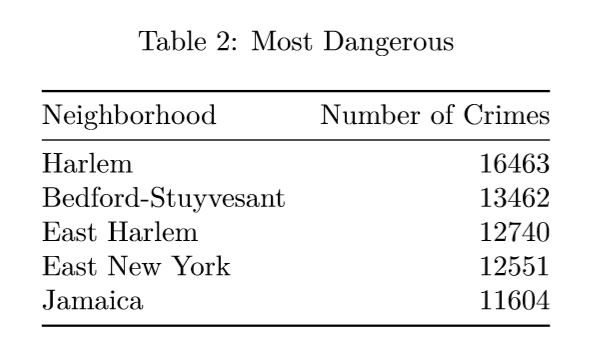 Table 2: Most Dangerous
Neighborhood Number of Crimes
Harlem 16463
Bedford-Stuyvesant 13462
East Harlem 12740
East New York 12551
Jamaica 11604